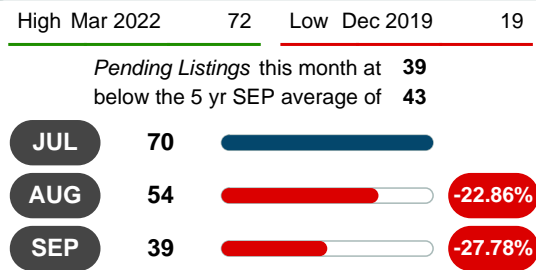 High Mar 2022 72 Low Dec 2019 19
Pending Listings this month at 39
below the 5 yr SEP average of 43
JUL 70
AUG 54 -22.86%
SEP 39 -27.78%